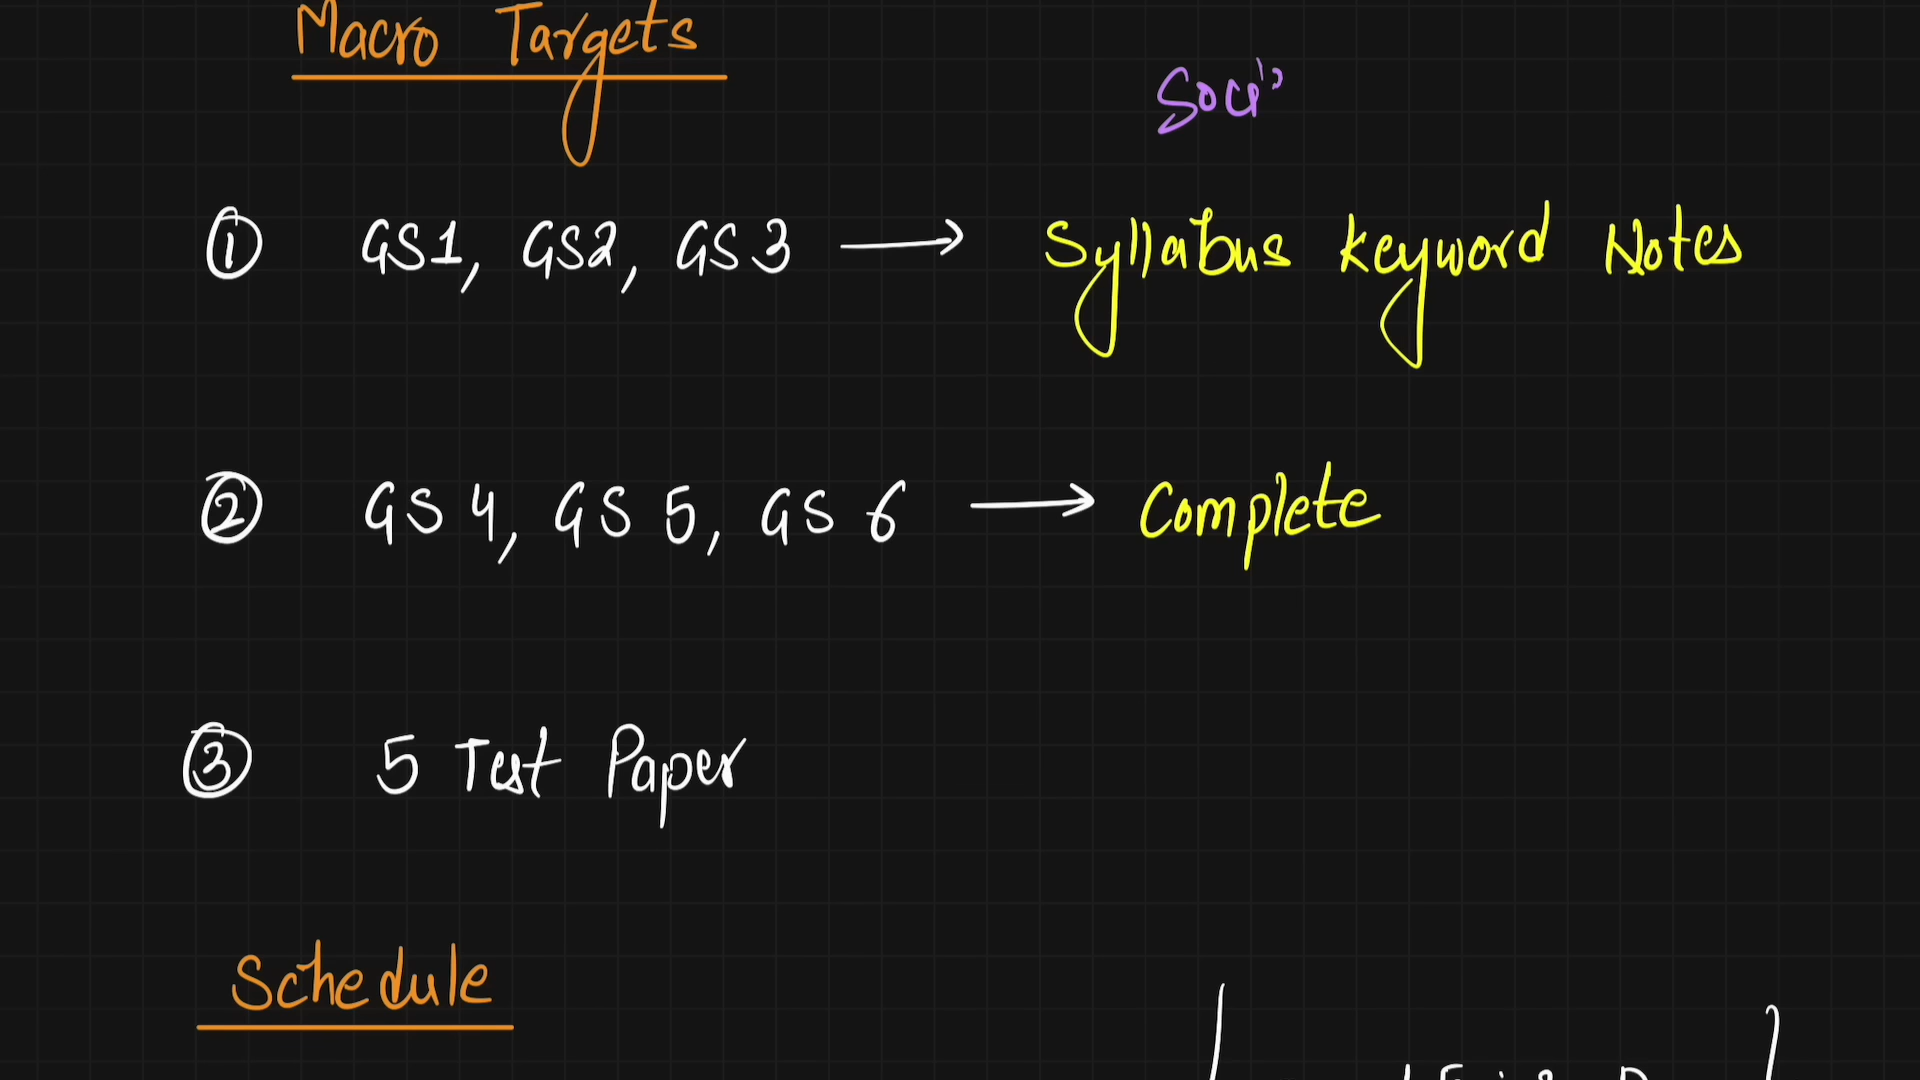 Macro Targets
① GS1, GS2, GS3 → Syllabus Keyword Notes
② GS 4, GS 5, GS 6 → Complete
③ 5 Test Paper
Schedule